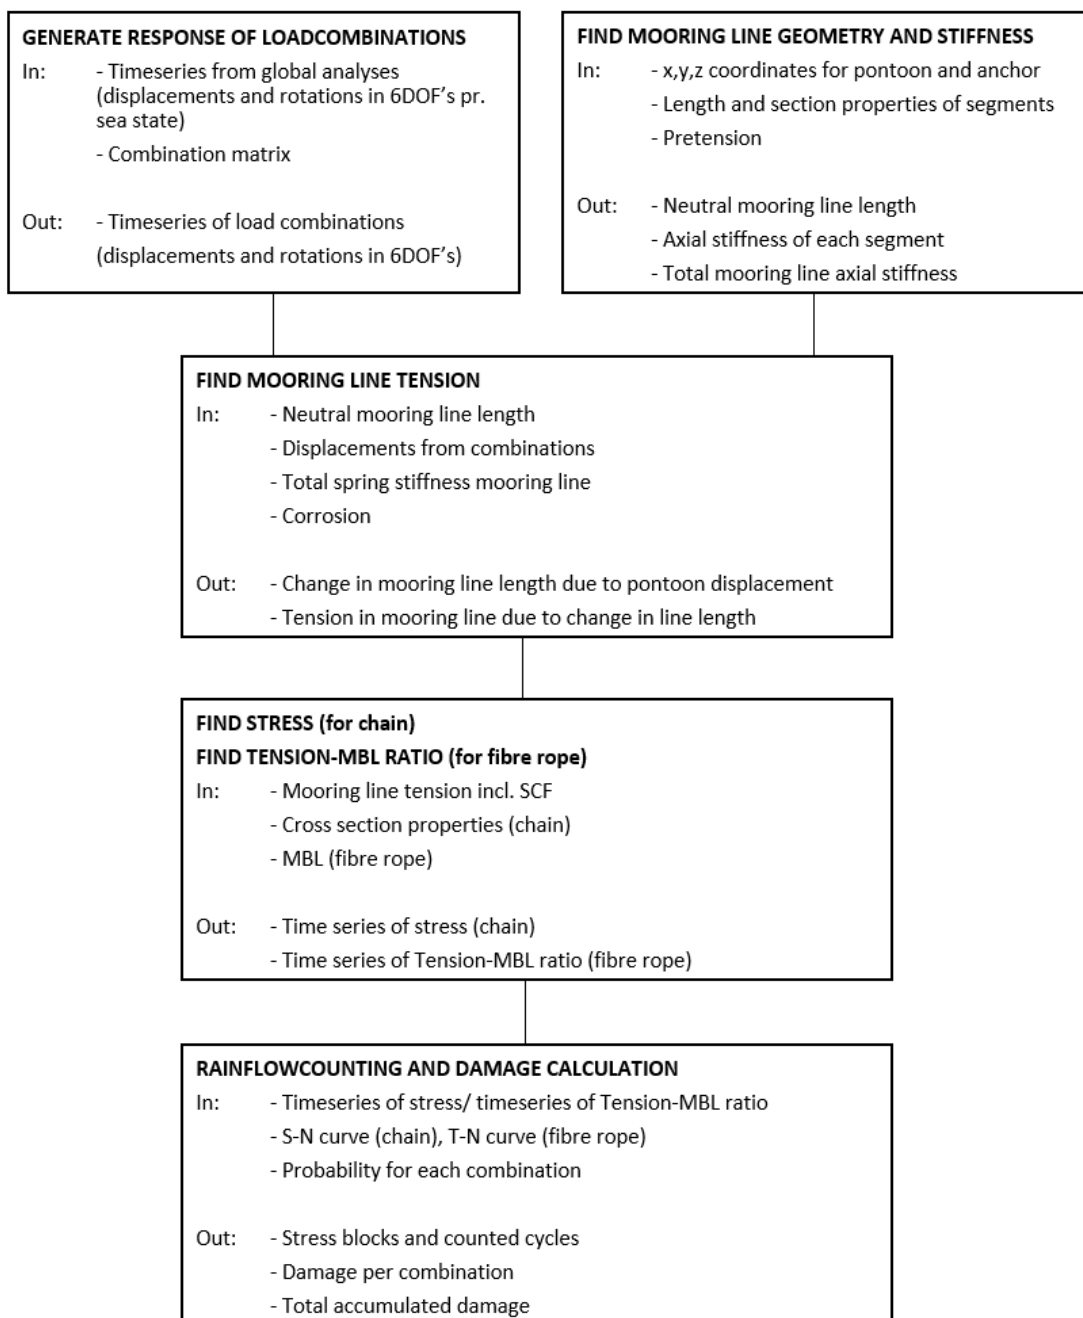 GENERATE RESPONSE OF LOADCOMBINATIONS
In: - Timeseries from global analyses
(displacements and rotations in 6DOF's pr.
sea state)
- Combination matrix
Out: - Timeseries of load combinations
(displacements and rotations in 6DOF's)
FIND MOORING LINE GEOMETRY AND STIFFNESS
In: - x,y,z coordinates for pontoon and anchor
- Length and section properties of segments
- Pretension
Out: - Neutral mooring line length
- Axial stiffness of each segment
- Total mooring line axial stiffness
FIND MOORING LINE TENSION
In: - Neutral mooring line length
- Displacements from combinations
- Total spring stiffness mooring line
- Corrosion
Out: - Change in mooring line length due to pontoon displacement
- Tension in mooring line due to change in line length
FIND STRESS (for chain)
FIND TENSION-MBL RATIO (for fibre rope)
In: - Mooring line tension incl. SCF
- Cross section properties (chain)
- MBL (fibre rope)
Out: - Time series of stress (chain)
- Time series of Tension-MBL ratio (fibre rope)
RAINFLOWCOUNTING AND DAMAGE CALCULATION
In: - Timeseries of stress/ timeseries of Tension-MBL ratio
- S-N curve (chain), T-N curve (fibre rope)
- Probability for each combination
Out: - Stress blocks and counted cycles
- Damage per combination
- Total accumulated damage